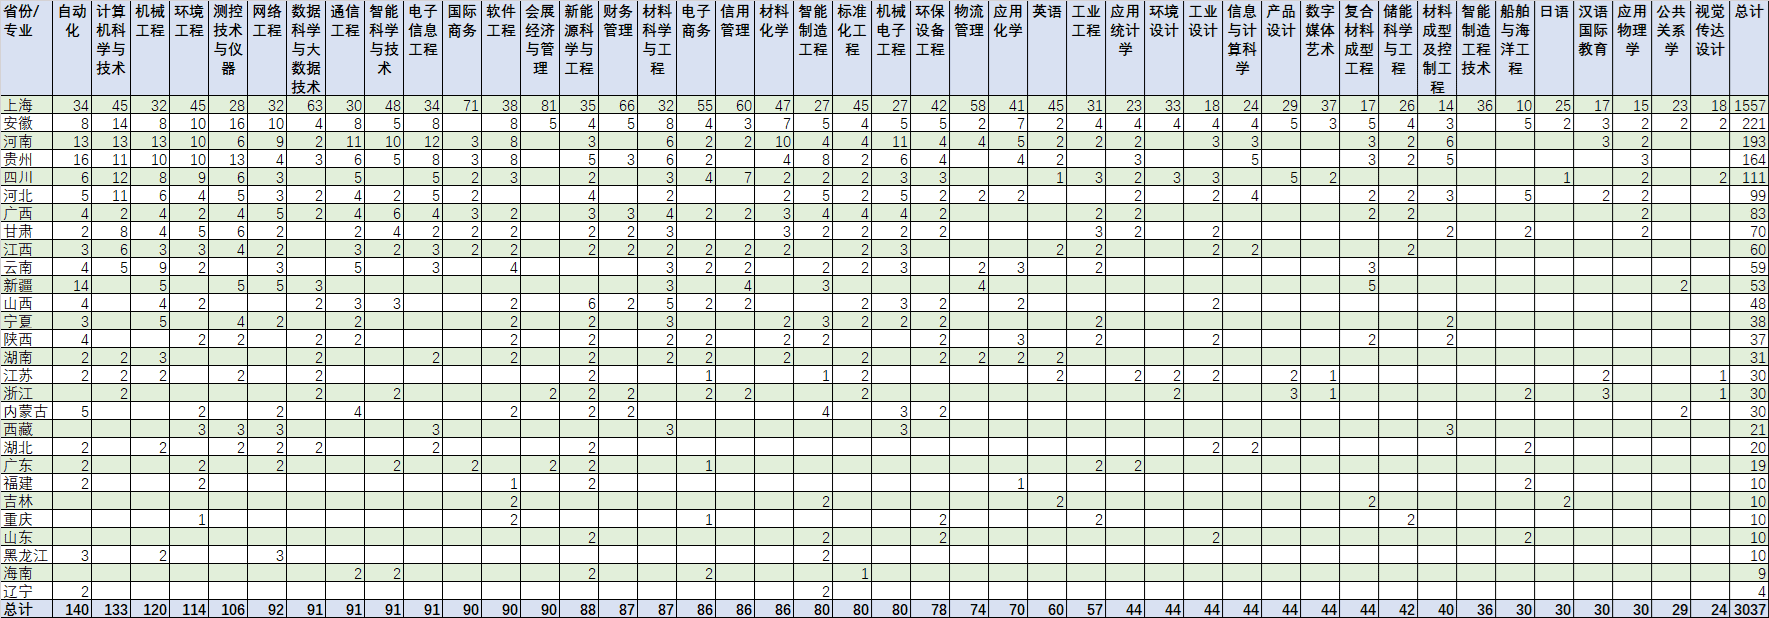 省份/专业 自动化 计算机科学与技术 机械工程 环境工程 测控技术与仪器 网络工程 数据科学与大数据技术 通信工程 智能科学与技术 电子信息工程 国际商务 软件工程 会展经济与管理 新能源科学与工程 财务管理 材料科学与工程 电子商务 信用管理 材料化学 智能制造工程 标准化工程 机械电子工程 环保设备工程 物流管理 应用化学 英语 工业工程 应用统计学 环境设计 工业设计 信息与计算科学 产品设计 数字媒体艺术 复合材料成型工程 储能科学与工程 材料成型及控制工程 智能制造工程技术 船舶与海洋工程 日语 汉语国际教育 应用物理学 公共关系学 视觉传达设计 总计
上海 34 45 32 45 28 32 63 30 48 34 71 38 81 35 66 32 55 60 47 27 45 27 42 58 41 45 31 23 33 18 24 29 37 17 26 14 36 10 25 17 15 23 18 1557
安徽 8 14 8 10 16 10 4 8 5 8 8 5 4 5 8 4 3 7 5 4 5 5 2 7 2 4 4 4 4 4 5 3 5 4 3 5 2 3 2 2 2 221
河南 13 13 13 10 6 9 2 11 10 12 3 8 3 6 2 2 10 4 4 11 4 4 5 2 2 2 3 3 3 2 6 3 2 193
贵州 16 11 10 10 13 4 3 6 5 8 3 8 5 3 6 2 4 8 2 6 4 4 2 3 5 3 2 5 3 164
四川 6 12 8 9 6 3 5 5 2 3 2 3 4 7 2 2 2 3 3 1 3 2 3 3 5 2 1 2 2 111
河北 5 11 6 4 5 3 2 4 2 5 2 4 2 2 5 2 5 2 2 2 2 2 4 2 2 3 5 2 2 99
广西 4 2 4 2 4 5 2 4 6 4 3 2 3 3 4 2 2 3 4 4 4 2 2 2 2 2 2 83
甘肃 2 8 4 5 6 2 2 4 2 2 2 2 2 3 3 2 2 2 2 3 2 2 2 2 2 70
江西 3 6 3 3 4 2 3 2 3 2 2 2 2 2 2 2 2 2 3 2 2 2 2 2 60
云南 4 5 9 2 3 5 3 4 3 2 2 2 2 3 2 3 2 3 59
新疆 14 5 5 5 3 3 4 3 4 5 2 53
山西 4 4 2 2 3 3 2 6 2 5 2 2 2 3 2 2 2 48
宁夏 3 5 4 2 2 2 2 3 2 3 2 2 2 2 2 38
陕西 4 2 2 2 2 2 2 2 2 2 2 2 3 2 2 2 2 37
湖南 2 2 3 2 2 2 2 2 2 2 2 2 2 2 2 31
江苏 2 2 2 2 2 2 1 1 2 2 2 2 2 2 1 2 1 30
浙江 2 2 2 2 2 2 2 2 2 2 3 1 2 3 1 30
内蒙古 5 2 2 4 2 2 2 4 3 2 2 30
西藏 3 3 3 3 3 3 3 21
湖北 2 2 2 2 2 2 2 2 2 2 20
广东 2 2 2 2 2 2 2 1 2 2 19
福建 2 2 1 2 1 2 10
吉林 2 2 2 2 2 10
重庆 1 2 1 2 2 2 10
山东 2 2 2 2 2 10
黑龙江 3 2 3 2 10
海南 2 2 2 2 1 9
辽宁 2 2 4
总计 140 133 120 114 106 92 91 91 91 91 90 90 90 88 87 87 86 86 86 80 80 80 78 74 70 60 57 44 44 44 44 44 44 44 42 40 36 30 30 30 30 29 24 3037